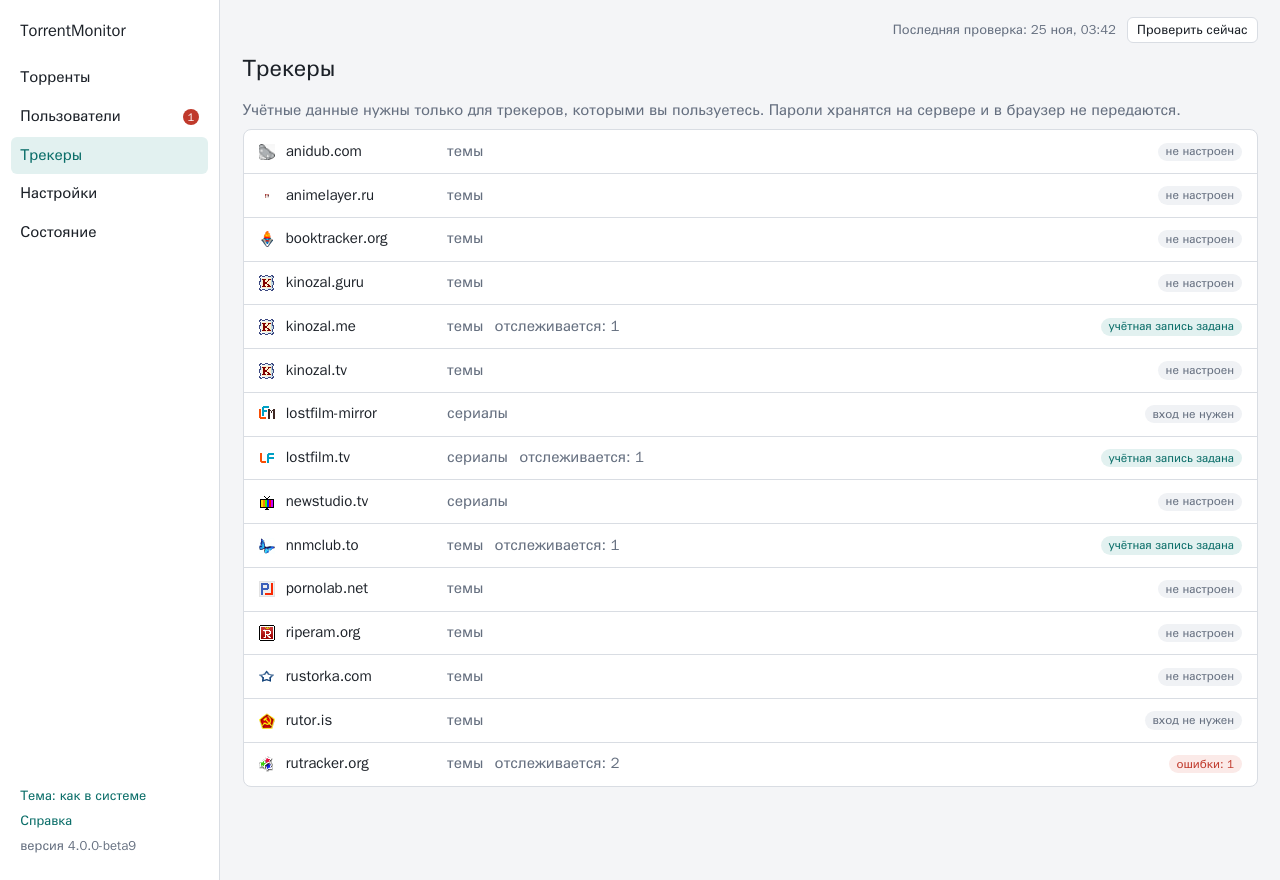 TorrentMonitor
Торренты
Пользователи 1
Трекеры
Настройки
Состояние
Тема: как в системе
Справка
версия 4.0.0-beta9
Последняя проверка: 25 ноя, 03:42 Проверить сейчас
Трекеры
Учётные данные нужны только для трекеров, которыми вы пользуетесь. Пароли хранятся на сервере и в браузер не передаются.
anidub.com темы не настроен
animelayer.ru темы не настроен
booktracker.org темы не настроен
kinozal.guru темы не настроен
kinozal.me темы отслеживается: 1 учётная запись задана
kinozal.tv темы не настроен
lostfilm-mirror сериалы вход не нужен
lostfilm.tv сериалы отслеживается: 1 учётная запись задана
newstudio.tv сериалы не настроен
nnmclub.to темы отслеживается: 1 учётная запись задана
pornolab.net темы не настроен
riperam.org темы не настроен
rustorka.com темы не настроен
rutor.is темы вход не нужен
rutracker.org темы отслеживается: 2 ошибки: 1